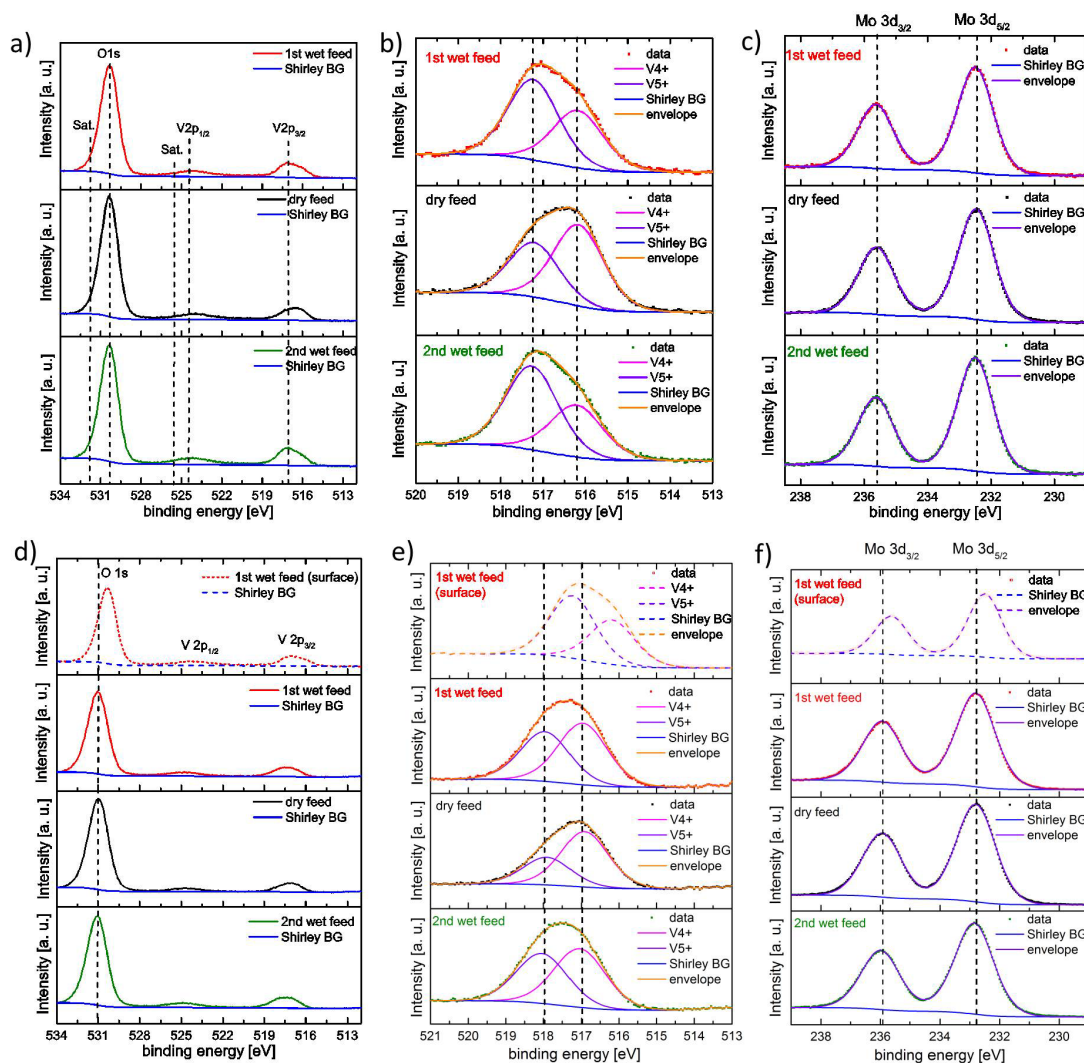 a)
O1s
1st wet feed
Shirley BG
Sat.
V2p1/2
Sat.
V2p3/2
Intensity [a. u.]
dry feed
Shirley BG
Intensity [a. u.]
2nd wet feed
Shirley BG
Intensity [a. u.]
534 531 528 525 522 519 516 513
binding energy [eV]
b)
1st wet feed
data
V4+
V5+
Shirley BG
envelope
Intensity [a. u.]
dry feed
data
V4+
V5+
Shirley BG
envelope
Intensity [a. u.]
2nd wet feed
data
V4+
V5+
Shirley BG
envelope
Intensity [a. u.]
520 519 518 517 516 515 514 513
binding energy [eV]
c)
Mo 3d3/2 Mo 3d5/2
1st wet feed
data
Shirley BG
envelope
Intensity [a. u.]
dry feed
data
Shirley BG
envelope
Intensity [a. u.]
2nd wet feed
data
Shirley BG
envelope
Intensity [a. u.]
238 236 234 232 230
binding energy [eV]
d)
O 1s
1st wet feed (surface)
Shirley BG
V 2p1/2
V 2p3/2
Intensity [a. u.]
1st wet feed
Shirley BG
Intensity [a. u.]
dry feed
Shirley BG
Intensity [a. u.]
2nd wet feed
Shirley BG
Intensity [a. u.]
534 531 528 525 522 519 516 513
binding energy [eV]
e)
1st wet feed
(surface)
data
V4+
V5+
Shirley BG
envelope
Intensity [a. u.]
1st wet feed
data
V4+
V5+
Shirley BG
envelope
Intensity [a. u.]
dry feed
data
V4+
V5+
Shirley BG
envelope
Intensity [a. u.]
2nd wet feed
data
V4+
V5+
Shirley BG
envelope
Intensity [a. u.]
521 520 519 518 517 516 515 514 513
binding energy [eV]
f)
Mo 3d3/2 Mo 3d5/2
1st wet feed
(surface)
data
Shirley BG
envelope
Intensity [a. u.]
1st wet feed
data
Shirley BG
envelope
Intensity [a. u.]
dry feed
data
Shirley BG
envelope
Intensity [a. u.]
2nd wet feed
data
Shirley BG
envelope
Intensity [a. u.]
238 236 234 232 230
binding energy [eV]